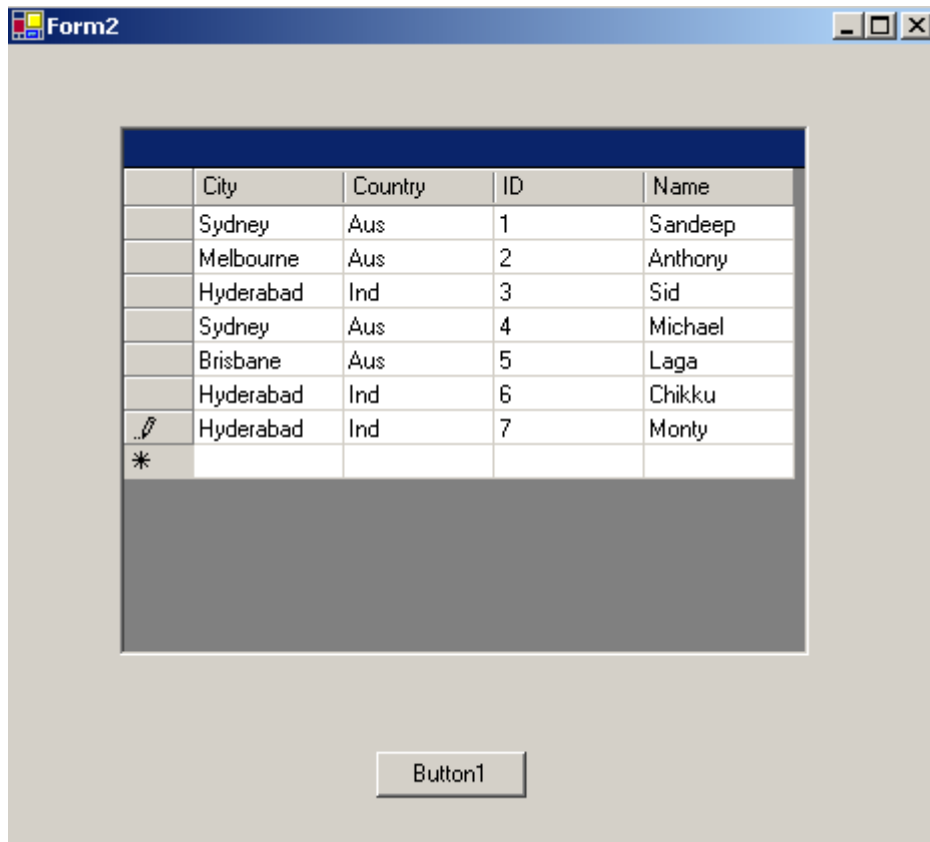 Form2
City Country ID Name
Sydney Aus 1 Sandeep
Melbourne Aus 2 Anthony
Hyderabad Ind 3 Sid
Sydney Aus 4 Michael
Brisbane Aus 5 Laga
Hyderabad Ind 6 Chikku
Hyderabad Ind 7 Monty
Button1